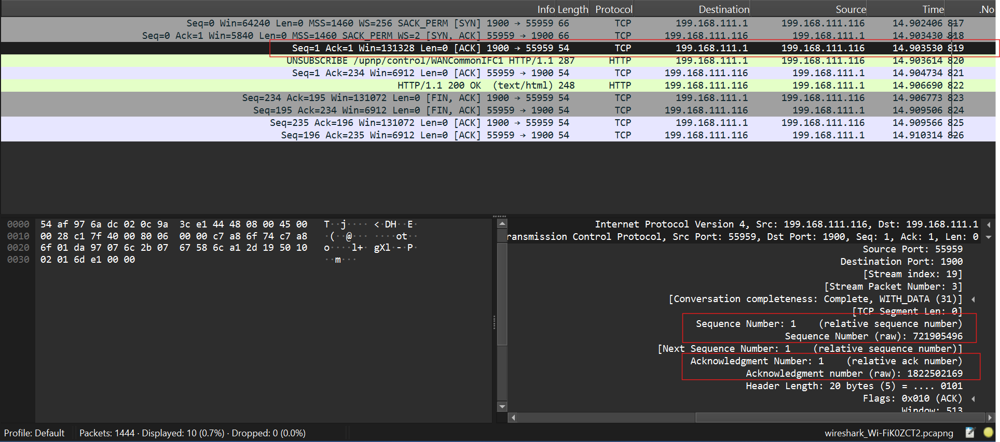 Info Length Protocol Destination Source Time .No
Seq=0 Win=64240 Len=0 MSS=1460 WS=256 SACK_PERM [SYN] 1900 → 55959 66 TCP 199.168.111.1 199.168.111.116 14.902406 817
Seq=0 Ack=1 Win=5840 Len=0 MSS=1460 SACK_PERM WS=2 [SYN, ACK] 55959 → 1900 66 TCP 199.168.111.116 199.168.111.1 14.903430 818
Seq=1 Ack=1 Win=131328 Len=0 [ACK] 1900 → 55959 54 TCP 199.168.111.1 199.168.111.116 14.903530 819
UNSUBSCRIBE /upnp/control/WANCommonIFC1 HTTP/1.1 287 HTTP 199.168.111.1 199.168.111.116 14.903614 820
Seq=1 Ack=234 Win=6912 Len=0 [ACK] 55959 → 1900 54 TCP 199.168.111.116 199.168.111.1 14.904734 821
HTTP/1.1 200 OK (text/html) 248 HTTP 199.168.111.116 199.168.111.1 14.906690 822
Seq=234 Ack=195 Win=131072 Len=0 [FIN, ACK] 1900 → 55959 54 TCP 199.168.111.1 199.168.111.116 14.906773 823
Seq=195 Ack=234 Win=6912 Len=0 [FIN, ACK] 55959 → 1900 54 TCP 199.168.111.116 199.168.111.1 14.909506 824
Seq=235 Ack=196 Win=131072 Len=0 [ACK] 1900 → 55959 54 TCP 199.168.111.1 199.168.111.116 14.909566 825
Seq=196 Ack=235 Win=6912 Len=0 [ACK] 55959 → 1900 54 TCP 199.168.111.116 199.168.111.1 14.910314 826
0000 54 af 97 6a dc 02 0c 9a 3c e1 44 48 08 00 45 00 T··j···· <·DH··E·
0010 00 28 c1 7f 40 00 80 06 00 00 c7 a8 6f 74 c7 a8 ·(··@··· ····ot··
0020 6f 01 da 97 07 6c 2b 07 67 58 6c a1 2d 19 50 10 o····l+· gXl·-·P·
0030 02 01 6d e1 00 00 ··m···
Internet Protocol Version 4, Src: 199.168.111.116, Dst: 199.168.111.1
ransmission Control Protocol, Src Port: 55959, Dst Port: 1900, Seq: 1, Ack: 1, Len: 0
Source Port: 55959
Destination Port: 1900
[Stream index: 19]
[Stream Packet Number: 3]
[Conversation completeness: Complete, WITH_DATA (31)]
[TCP Segment Len: 0]
Sequence Number: 1 (relative sequence number)
Sequence Number (raw): 721905496
[Next Sequence Number: 1 (relative sequence number)]
Acknowledgment Number: 1 (relative ack number)
Acknowledgment number (raw): 1822502169
Header Length: 20 bytes (5) = .... 0101
Flags: 0x010 (ACK)
Window: 513
Profile: Default Packets: 1444 · Displayed: 10 (0.7%) · Dropped: 0 (0.0%) wireshark_Wi-FiK0ZCT2.pcapng